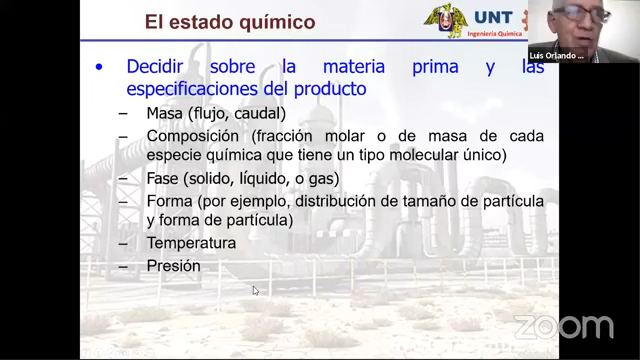 El estado químico
UNT
Ingeniería Química
Luis Orlando ...
• Decidir sobre la materia prima y las
especificaciones del producto
– Masa (flujo, caudal)
– Composición (fracción molar o de masa de cada
especie química que tiene un tipo molecular único)
– Fase (solido, líquido, o gas)
– Forma (por ejemplo, distribución de tamaño de partícula
y forma de partícula)
– Temperatura
– Presión
zoom